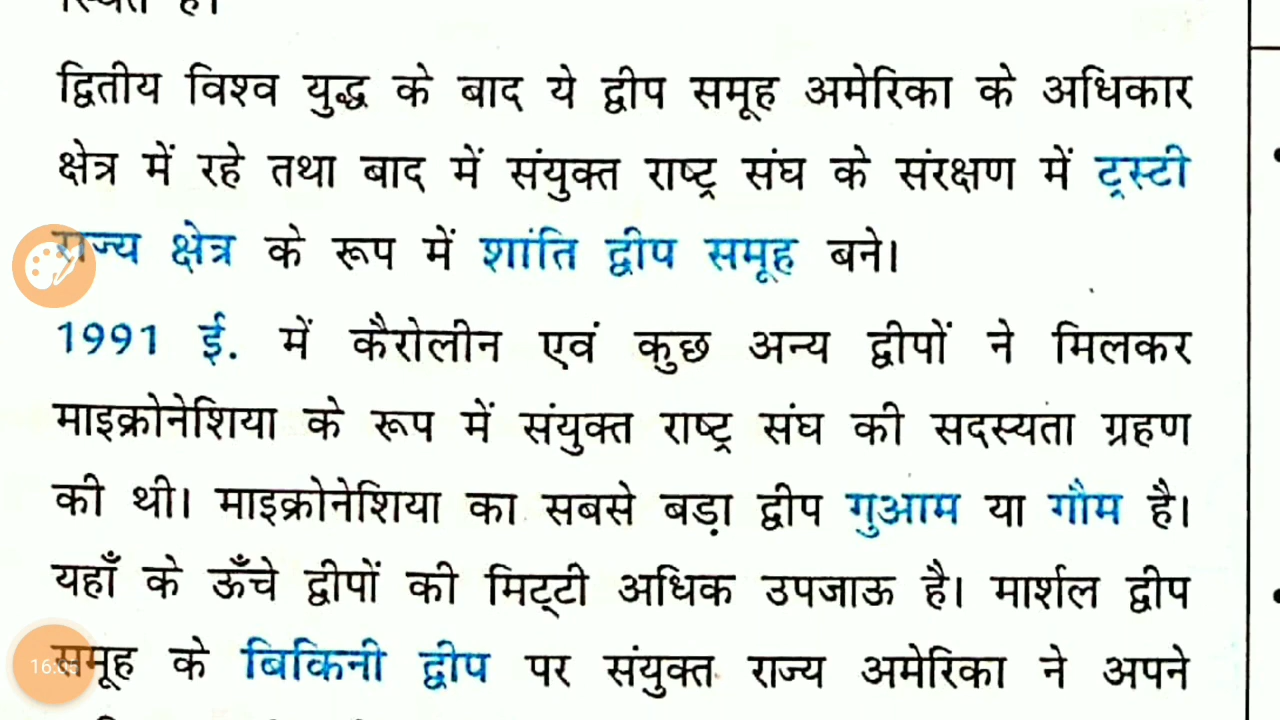 स्थित है।
द्वितीय विश्व युद्ध के बाद ये द्वीप समूह अमेरिका के अधिकार
क्षेत्र में रहे तथा बाद में संयुक्त राष्ट्र संघ के संरक्षण में ट्रस्टी
राज्य क्षेत्र के रूप में शांति द्वीप समूह बने।
1991 ई. में कैरोलीन एवं कुछ अन्य द्वीपों ने मिलकर
माइक्रोनेशिया के रूप में संयुक्त राष्ट्र संघ की सदस्यता ग्रहण
की थी। माइक्रोनेशिया का सबसे बड़ा द्वीप गुआम या गौम है।
यहाँ के ऊँचे द्वीपों की मिट्टी अधिक उपजाऊ है। मार्शल द्वीप
समूह के बिकिनी द्वीप पर संयुक्त राज्य अमेरिका ने अपने